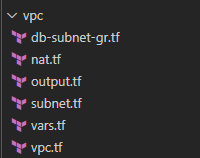 vpc
db-subnet-gr.tf
nat.tf
output.tf
subnet.tf
vars.tf
vpc.tf